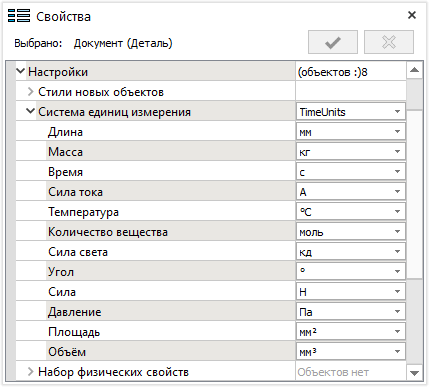 Свойства
Выбрано: Документ (Деталь)
Настройки (объектов :)8
Стили новых объектов
Система единиц измерения TimeUnits
Длина мм
Масса кг
Время с
Сила тока А
Температура °C
Количество вещества моль
Сила света кд
Угол °
Сила Н
Давление Па
Площадь мм²
Объём мм³
Набор физических свойств Объектов нет